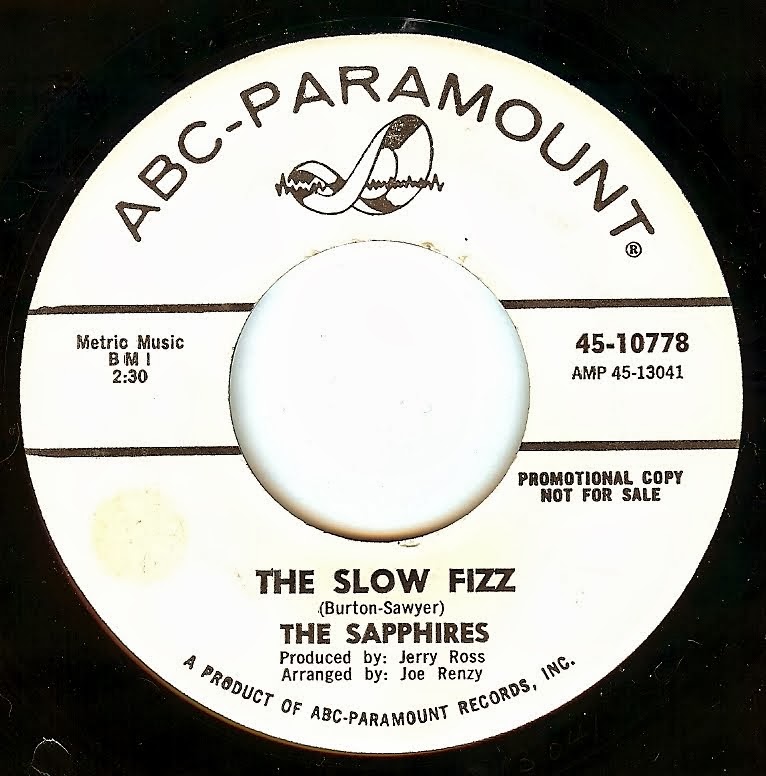 ABC-PARAMOUNT®
Metric Music
BMI
2:30
45-10778
AMP 45-13041
PROMOTIONAL COPY
NOT FOR SALE
THE SLOW FIZZ
(Burton-Sawyer)
THE SAPPHIRES
Produced by: Jerry Ross
Arranged by: Joe Renzy
A PRODUCT OF ABC-PARAMOUNT RECORDS, INC.